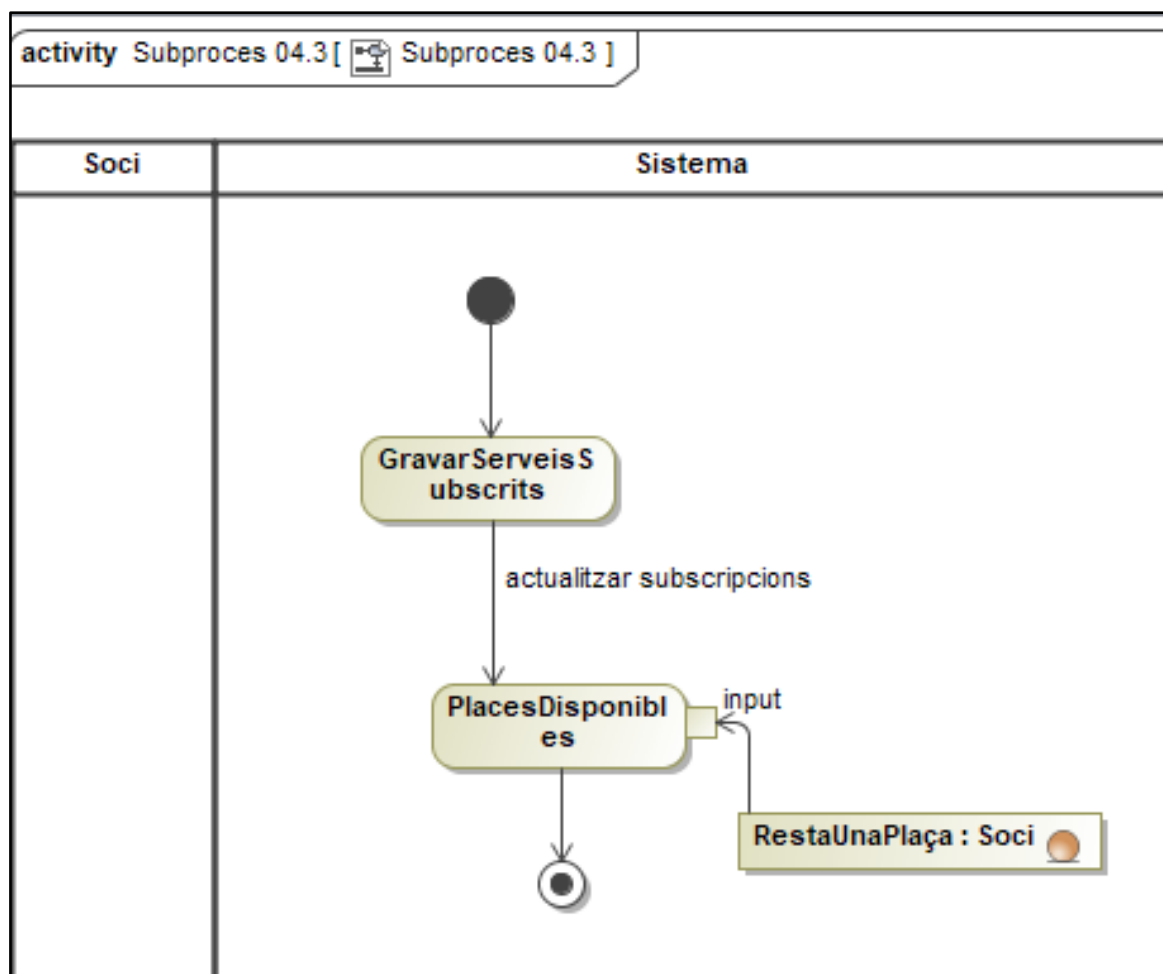 activity Subproces 04.3 [ Subproces 04.3 ]
Soci
Sistema
GravarServeisS
ubscrits
actualitzar subscripcions
PlacesDisponibl
es
input
RestaUnaPlaça : Soci